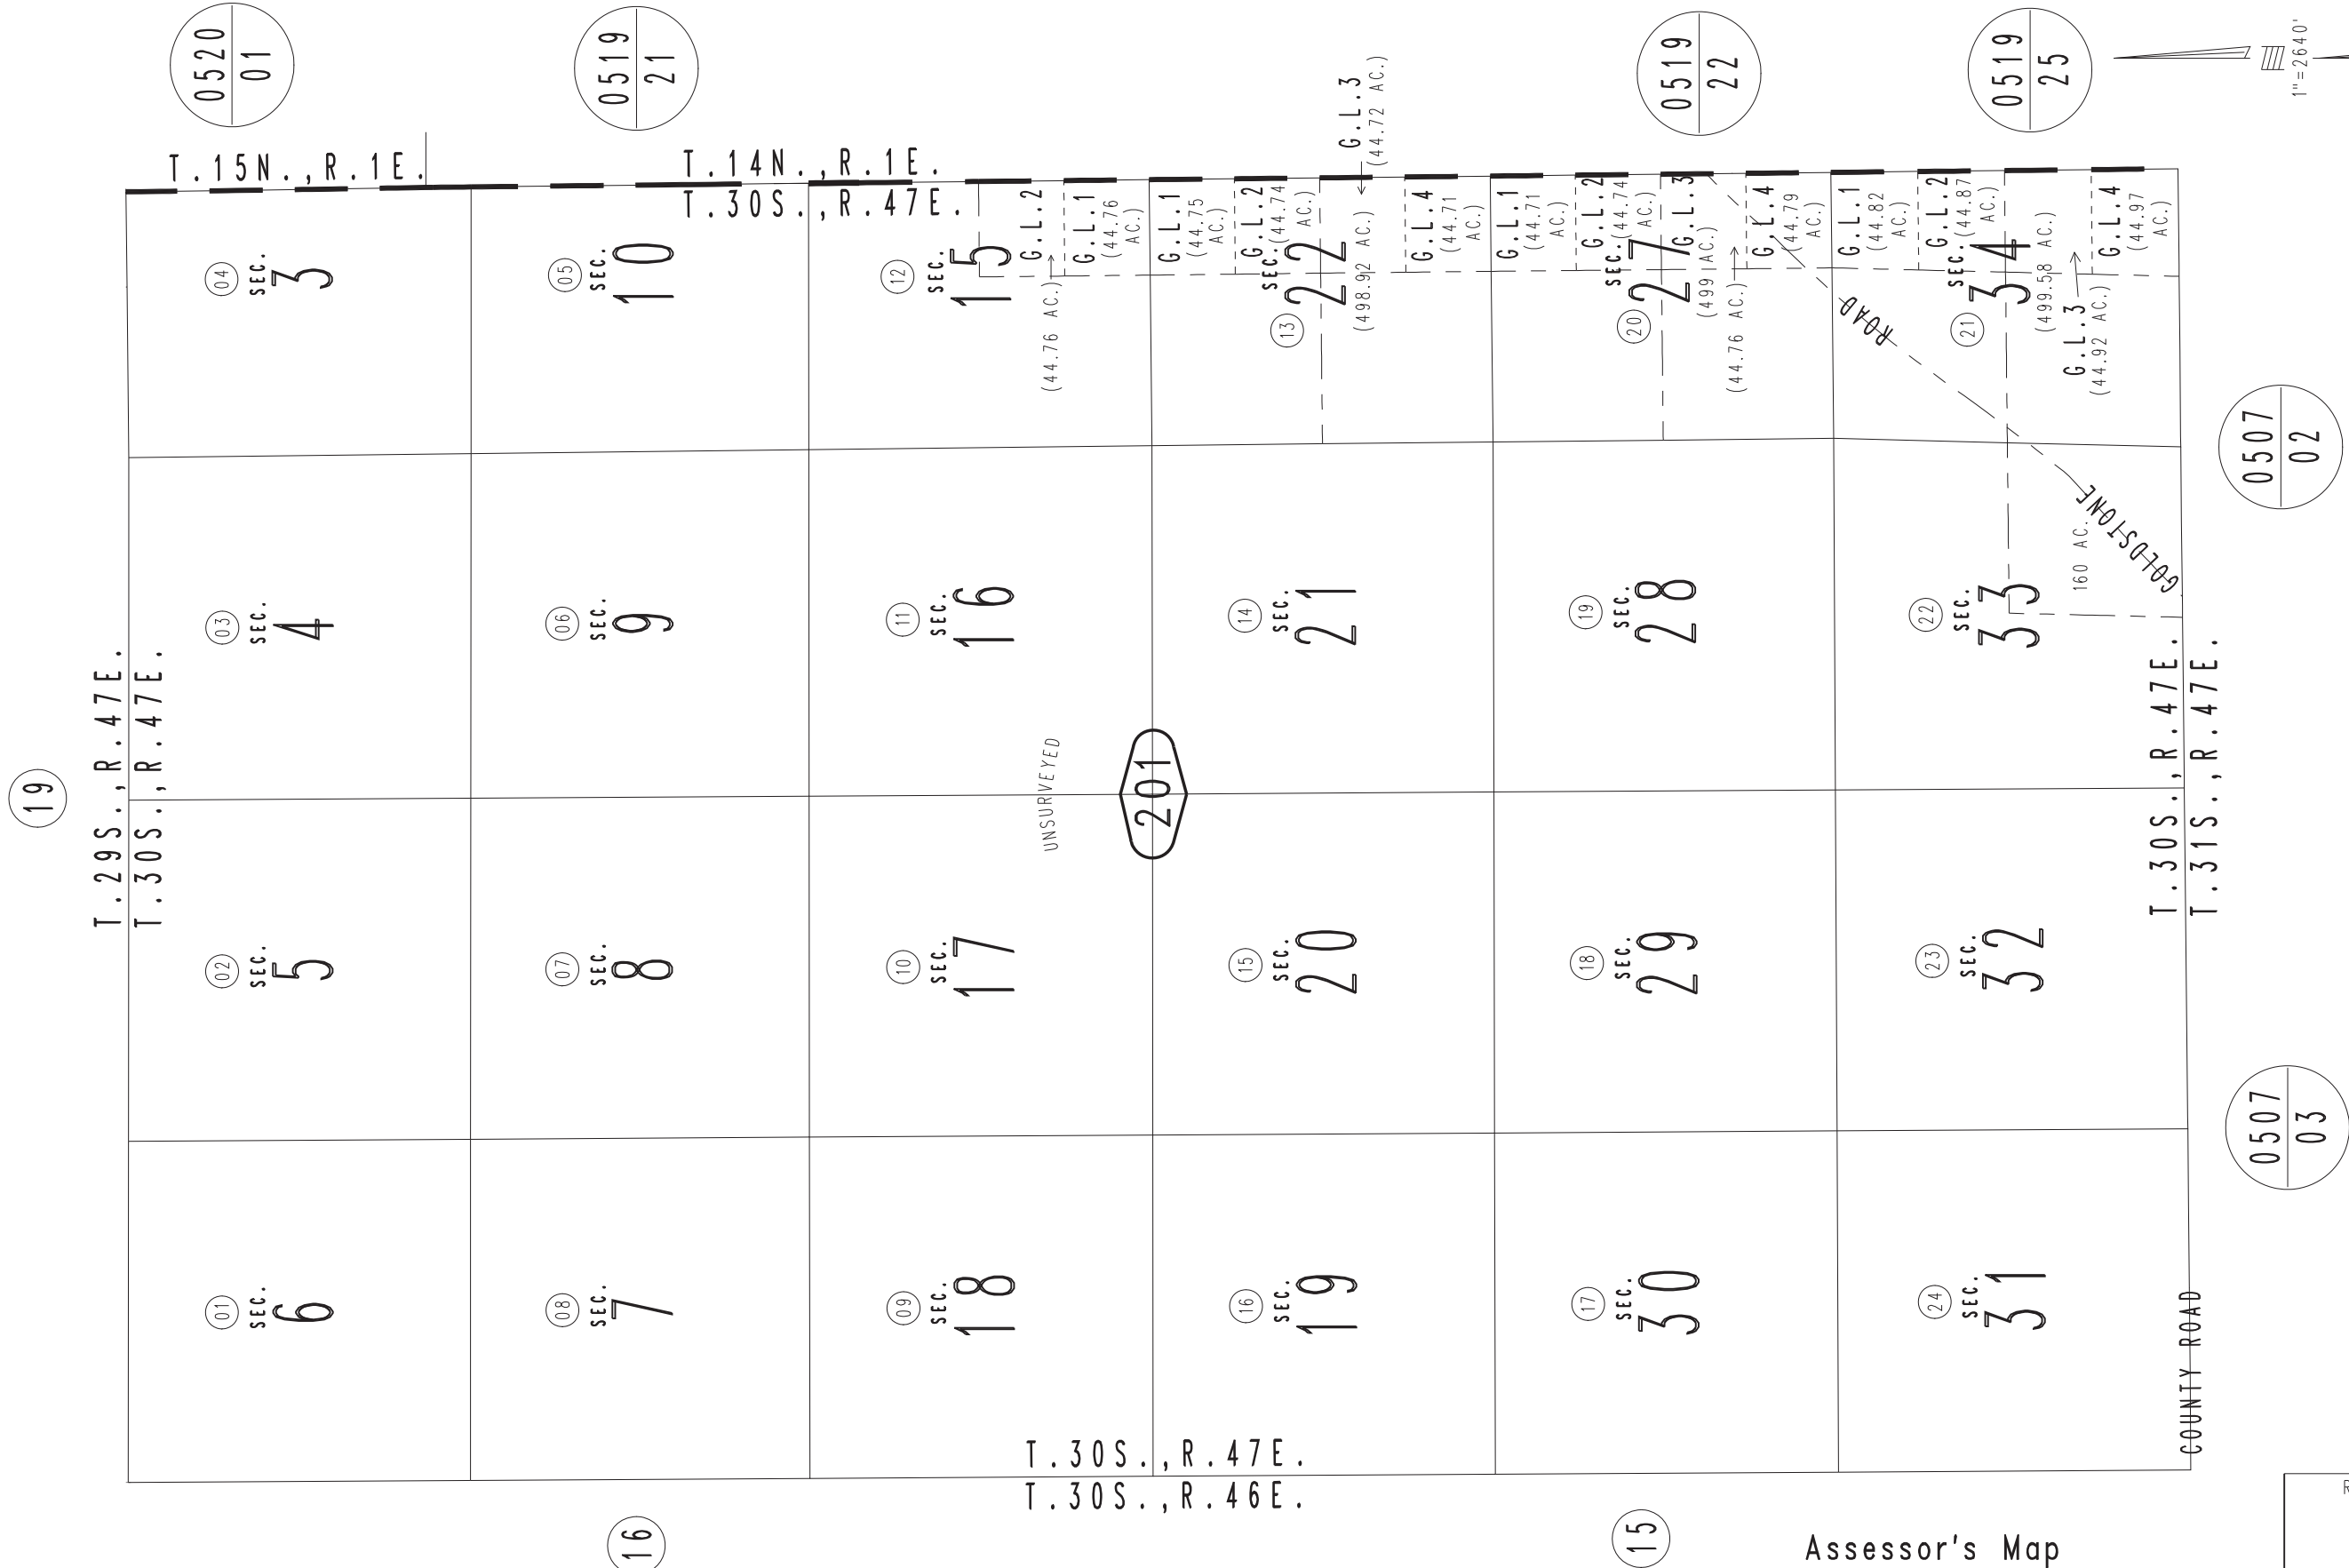 0520
01
0519
21
0519
22
0519
25
1"=2640'
T.15N.,R.1E.
T.14N.,R.1E.
T.30S.,R.47E.
G.L.3
(44.72 AC.)
04
SEC.
3
05
SEC.
10
12
SEC.
15
G.L.2
(44.76 AC.)
G.L.1
(44.76
AC.)
G.L.1
(44.75
AC.)
G.L.2
(44.74
AC.)
13
SEC.
22
(498.92 AC.)
G.L.4
(44.71
AC.)
G.L.1
(44.71
AC.)
G.L.2
(44.74
AC.)
20
SEC.
27
(499 AC.)
G.L.3
(44.76 AC.)
G.L.4
(44.79
AC.)
G.L.1
(44.82
AC.)
G.L.2
(44.87
AC.)
21
SEC.
34
(499.58 AC.)
G.L.3
(44.92 AC.)
G.L.4
(44.97
AC.)
ROAD
GOLDSTONE
0507
02
19
T.29S.,R.47E.
T.30S.,R.47E.
03
SEC.
4
06
SEC.
9
11
SEC.
16
14
SEC.
21
19
SEC.
28
22
SEC.
33
160 AC.
UNSURVEYED
201
T.30S.,R.47E.
T.31S.,R.47E.
02
SEC.
5
07
SEC.
8
10
SEC.
17
15
SEC.
20
18
SEC.
29
23
SEC.
32
0507
03
01
SEC.
6
08
SEC.
7
09
SEC.
18
16
SEC.
19
17
SEC.
30
24
SEC.
31
COUNTY ROAD
T.30S.,R.47E.
T.30S.,R.46E.
16
15
Assessor's Map
R